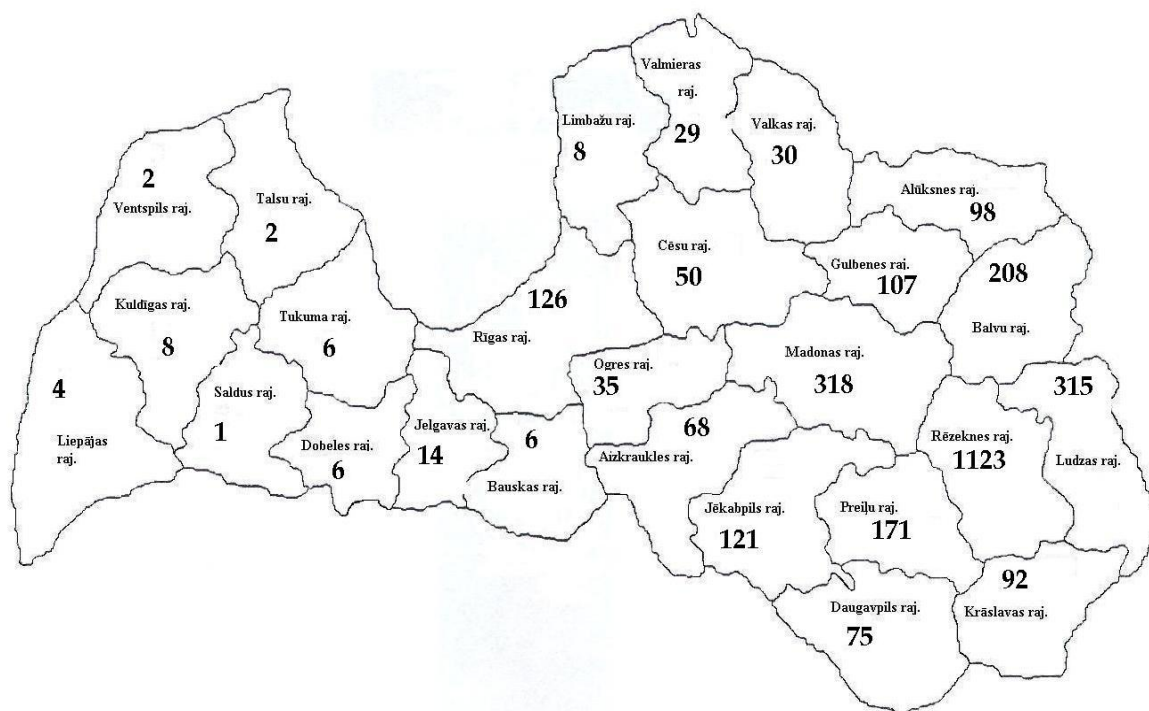 Valmieras
raj.
29
Limbažu raj.
8
Valkas raj.
30
Alūksnes raj.
98
2
Ventspils raj.
Talsu raj.
2
Cēsu raj.
50
Gulbenes raj.
107
208
Balvu raj.
Kuldīgas raj.
8
Tukuma raj.
6
126
Rīgas raj.
Ogres raj.
35
Madonas raj.
318
315
Ludzas raj.
4
Liepājas
raj.
Saldus raj.
1
Dobeles raj.
6
Jelgavas raj.
14
6
Bauskas raj.
68
Aizkraukles raj.
Rēzeknes raj.
1123
Jēkabpils raj.
121
Preiļu raj.
171
92
Krāslavas raj.
Daugavpils raj.
75